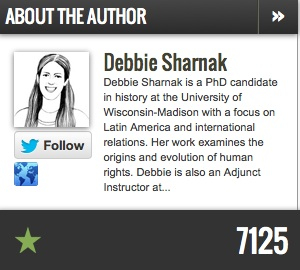 ABOUT THE AUTHOR »
Debbie Sharnak
Debbie Sharnak is a PhD candidate
in history at the University of
Wisconsin-Madison with a focus on
Latin America and international
relations. Her work examines the
origins and evolution of human
rights. Debbie is also an Adjunct
Instructor at...
Follow
7125